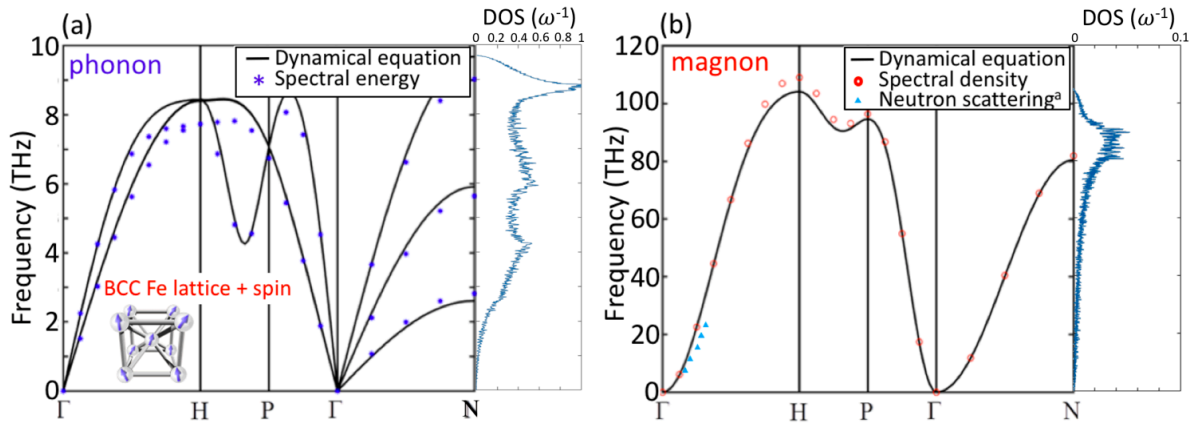 (a)
phonon
Dynamical equation
Spectral energy
DOS (ω⁻¹)
0 0.2 0.4 0.6 0.8 1
10
8
6
4
2
0
Frequency (THz)
BCC Fe lattice + spin
Γ H P Γ N
(b)
magnon
Dynamical equation
Spectral density
Neutron scatteringᵃ
DOS (ω⁻¹)
0 0.1
120
100
80
60
40
20
0
Frequency (THz)
Γ H P Γ N